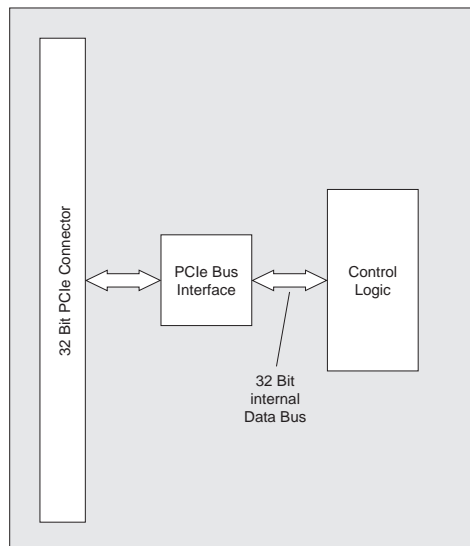 32 Bit PCIe Connector
PCIe Bus
Interface
Control
Logic
32 Bit
internal
Data Bus